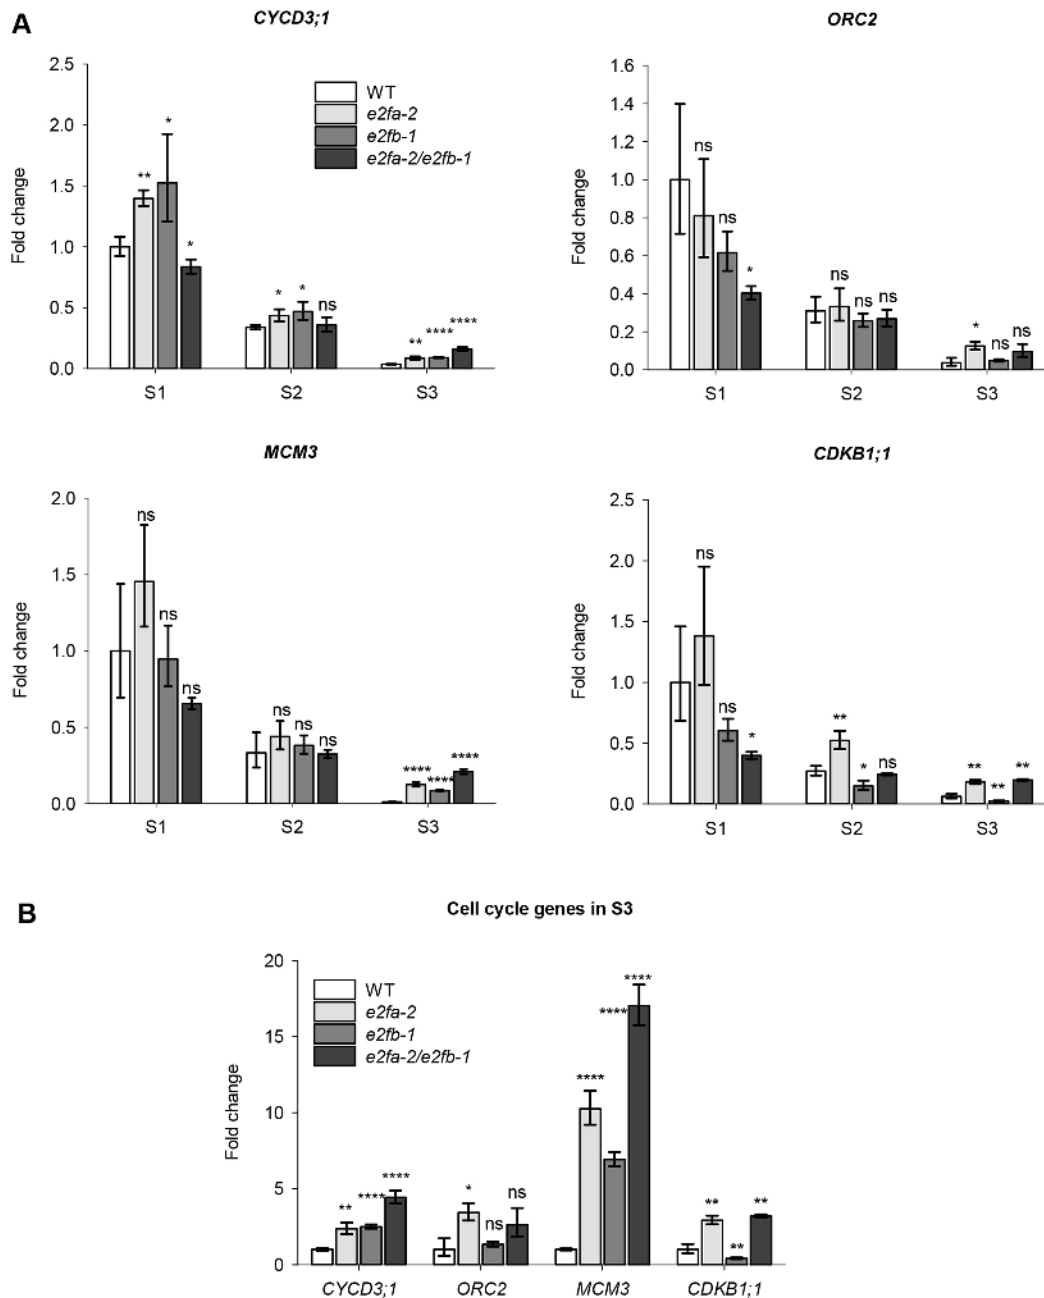 A
CYCD3;1
ORC2
Fold change
2.5
2.0
1.5
1.0
0.5
0.0
WT
e2fa-2
e2fb-1
e2fa-2/e2fb-1
** * *
* * ns
** **** ****
S1 S2 S3
Fold change
1.6
1.4
1.2
1.0
0.8
0.6
0.4
0.2
0.0
ns ns *
ns ns ns
* ns ns
S1 S2 S3
MCM3
CDKB1;1
Fold change
2.0
1.5
1.0
0.5
0.0
ns ns ns
ns ns ns
**** **** ****
S1 S2 S3
Fold change
2.5
2.0
1.5
1.0
0.5
0.0
ns ns *
** * ns
** ** **
S1 S2 S3
B
Cell cycle genes in S3
Fold change
20
15
10
5
0
WT
e2fa-2
e2fb-1
e2fa-2/e2fb-1
** **** ****
* ns ns
**** **** ****
** ** **
CYCD3;1 ORC2 MCM3 CDKB1;1